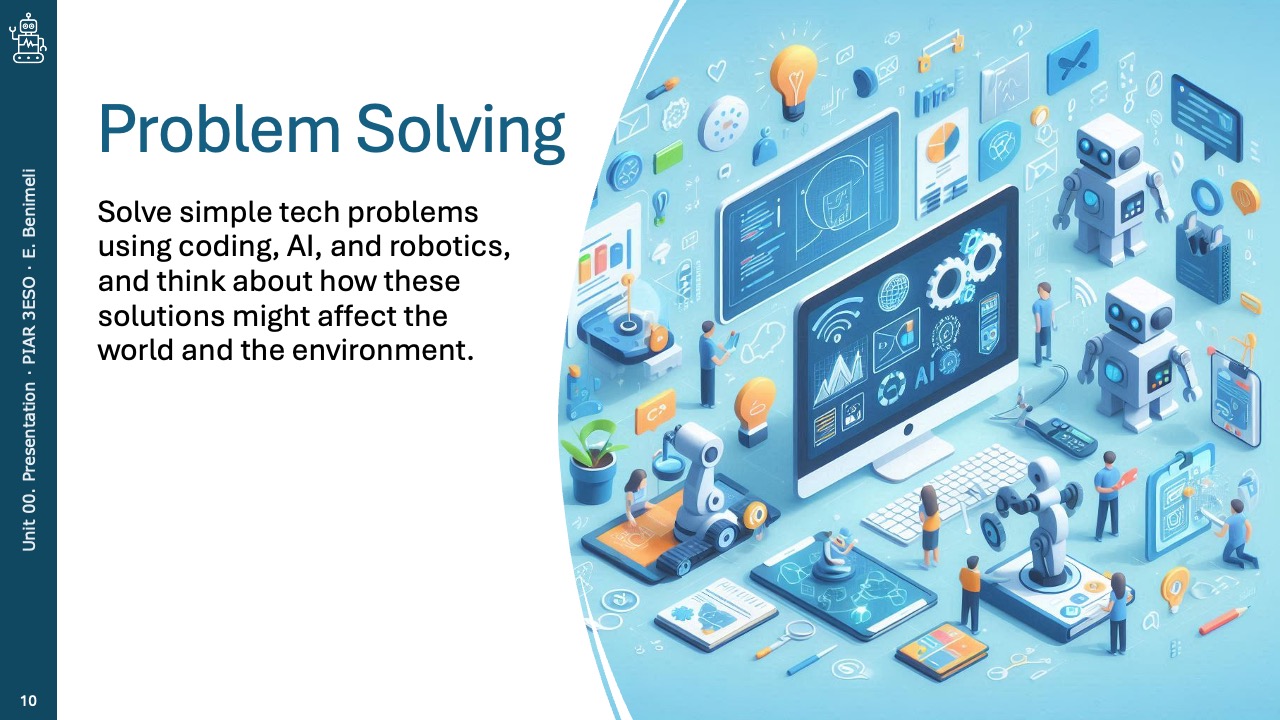 Problem Solving
Solve simple tech problems
using coding, AI, and robotics,
and think about how these
solutions might affect the
world and the environment.
Unit 00. Presentation · PIAR 3ESO · E. Benimeli
10
AI